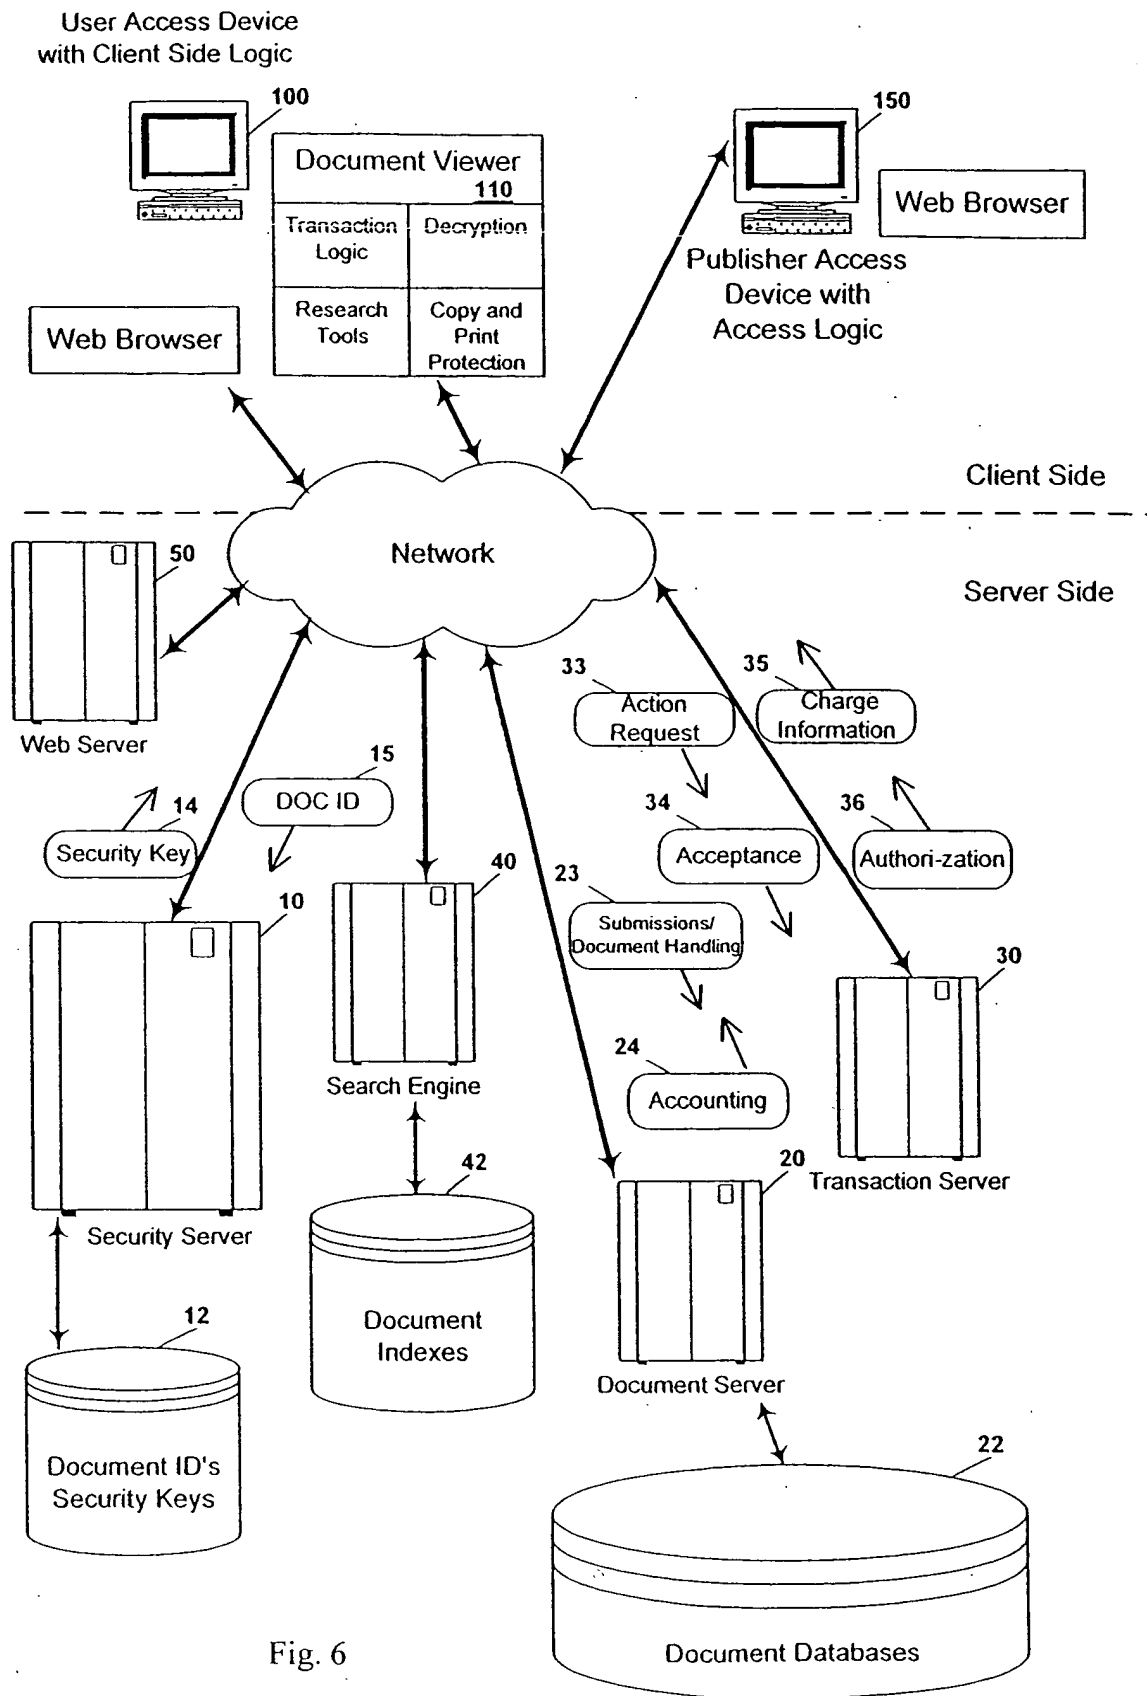 User Access Device
with Client Side Logic
100
150
Document Viewer
110
Transaction
Logic
Decryption
Research
Tools
Copy and
Print
Protection
Web Browser
Web Browser
Publisher Access
Device with
Access Logic
Client Side
Network
Server Side
50
Web Server
33
Action
Request
35
Charge
Information
15
DOC ID
14
Security Key
34
Acceptance
36
Authori-zation
10
40
23
Submissions/
Document Handling
30
Search Engine
24
Accounting
Transaction Server
42
20
Security Server
Document
Indexes
12
Document Server
Document ID's
Security Keys
22
Document Databases
Fig. 6